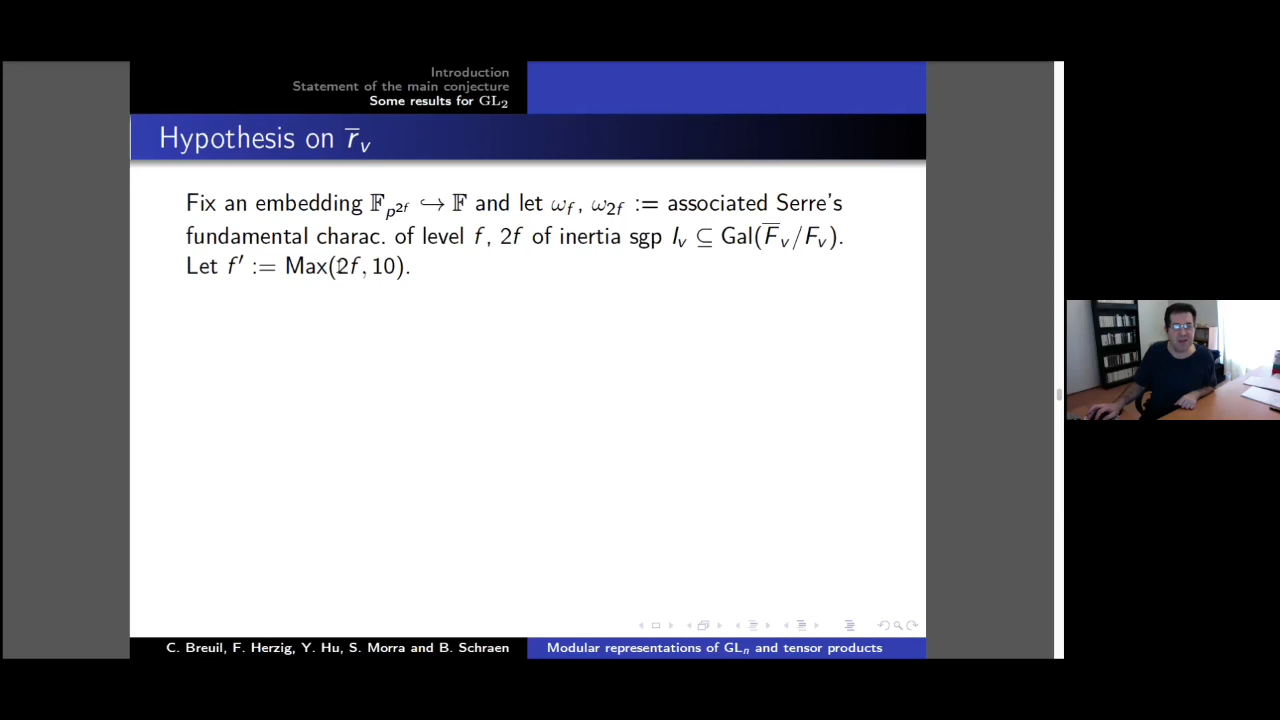 Introduction
Statement of the main conjecture
Some results for GL₂
Hypothesis on r̅ᵥ
Fix an embedding 𝔽_{p^{2f}} ↪ 𝔽 and let ω_f, ω_{2f} := associated Serre's
fundamental charac. of level f, 2f of inertia sgp Iᵥ ⊆ Gal(F̅ᵥ/Fᵥ).
Let f′ := Max(2f, 10).
C. Breuil, F. Herzig, Y. Hu, S. Morra and B. Schraen
Modular representations of GLₙ and tensor products